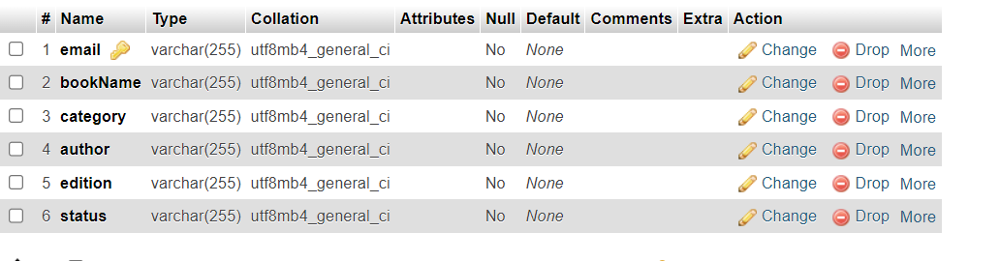 # Name Type Collation Attributes Null Default Comments Extra Action
1 email varchar(255) utf8mb4_general_ci No None Change Drop More
2 bookName varchar(255) utf8mb4_general_ci No None Change Drop More
3 category varchar(255) utf8mb4_general_ci No None Change Drop More
4 author varchar(255) utf8mb4_general_ci No None Change Drop More
5 edition varchar(255) utf8mb4_general_ci No None Change Drop More
6 status varchar(255) utf8mb4_general_ci No None Change Drop More